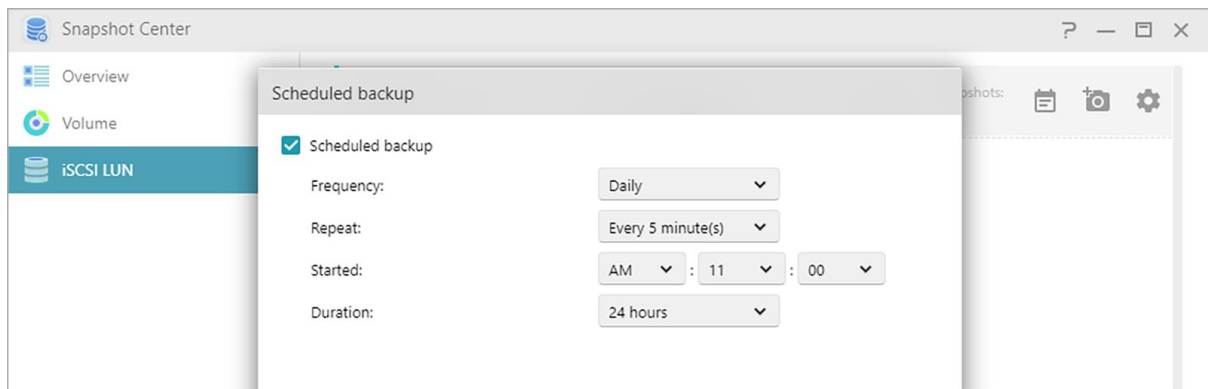 Snapshot Center
Overview
Volume
iSCSI LUN
Scheduled backup
Scheduled backup
Frequency: Daily
Repeat: Every 5 minute(s)
Started: AM : 11 : 00
Duration: 24 hours